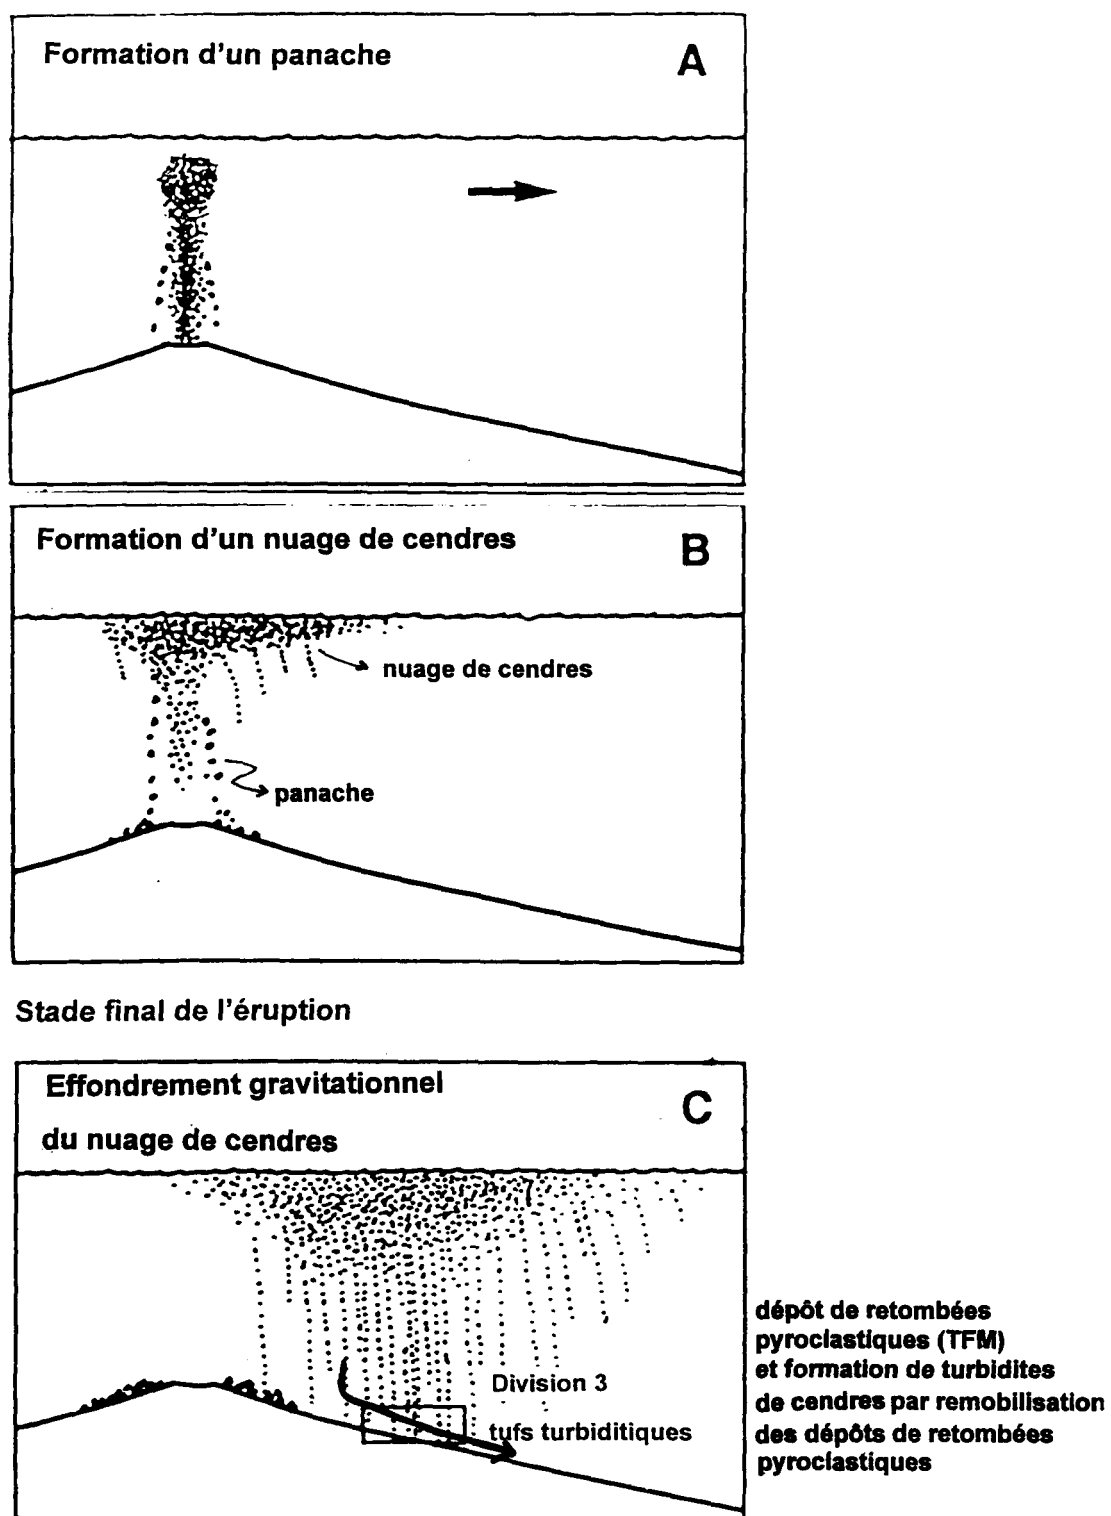 Formation d'un panache
A
Formation d'un nuage de cendres
B
nuage de cendres
panache
Stade final de l'éruption
Effondrement gravitationnel
C
du nuage de cendres
Division 3
tufs turbiditiques
dépôt de retombées
pyroclastiques (TFM)
et formation de turbidites
de cendres par remobilisation
des dépôts de retombées
pyroclastiques